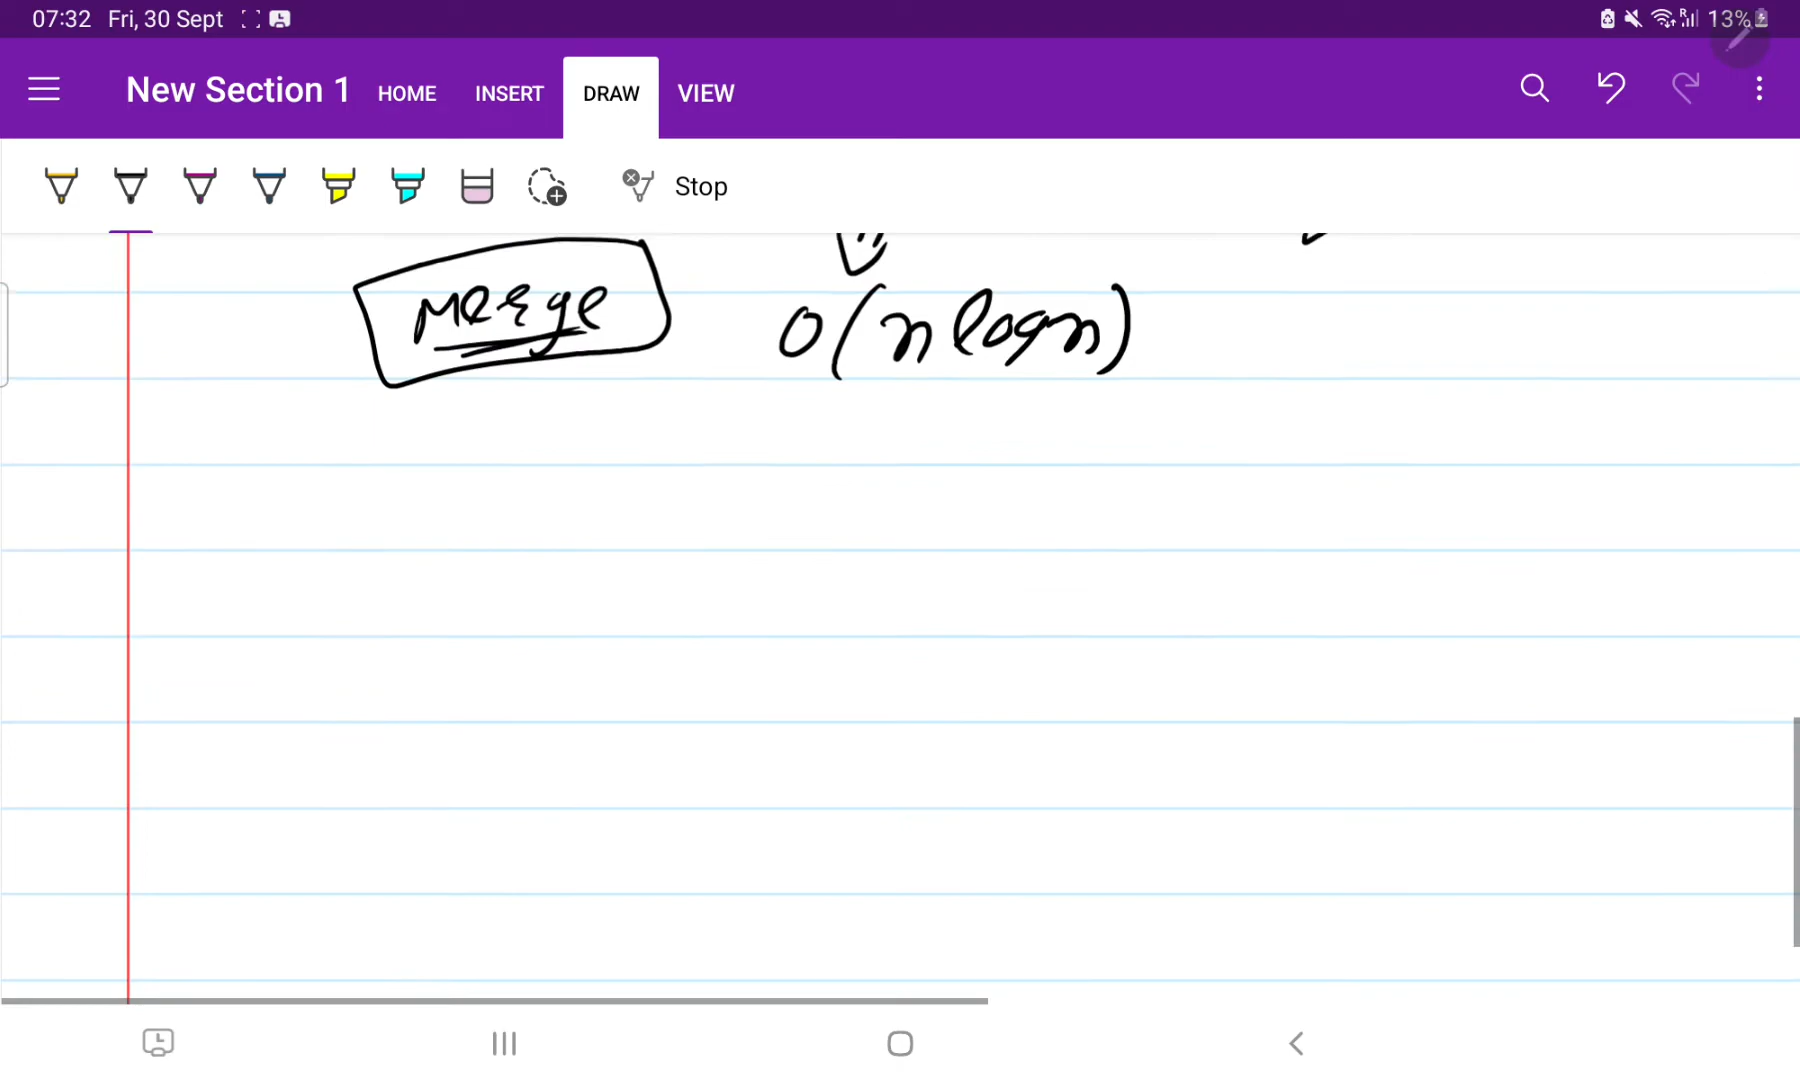 07:32 Fri, 30 Sept 13%
New Section 1 HOME INSERT DRAW VIEW
Stop
Merge O(n logn)